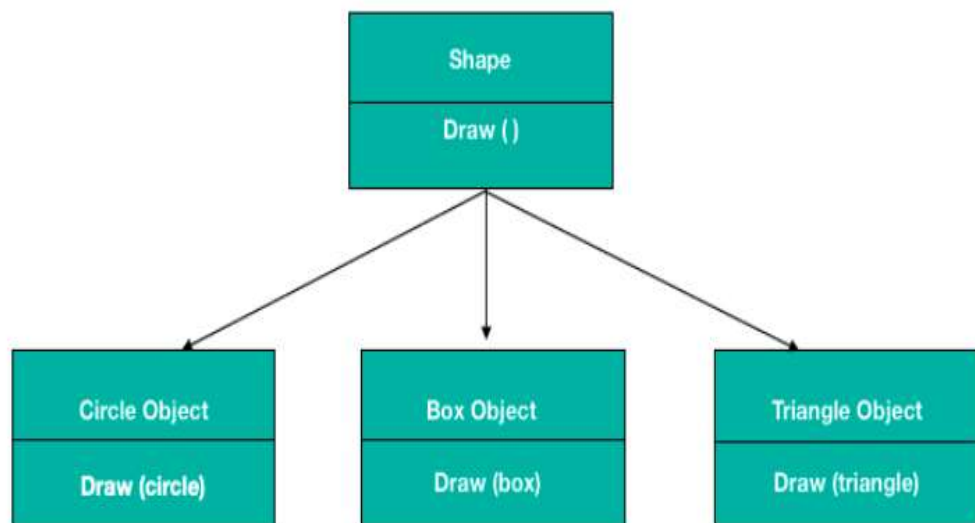 Shape
Draw ( )
Circle Object
Draw (circle)
Box Object
Draw (box)
Triangle Object
Draw (triangle)